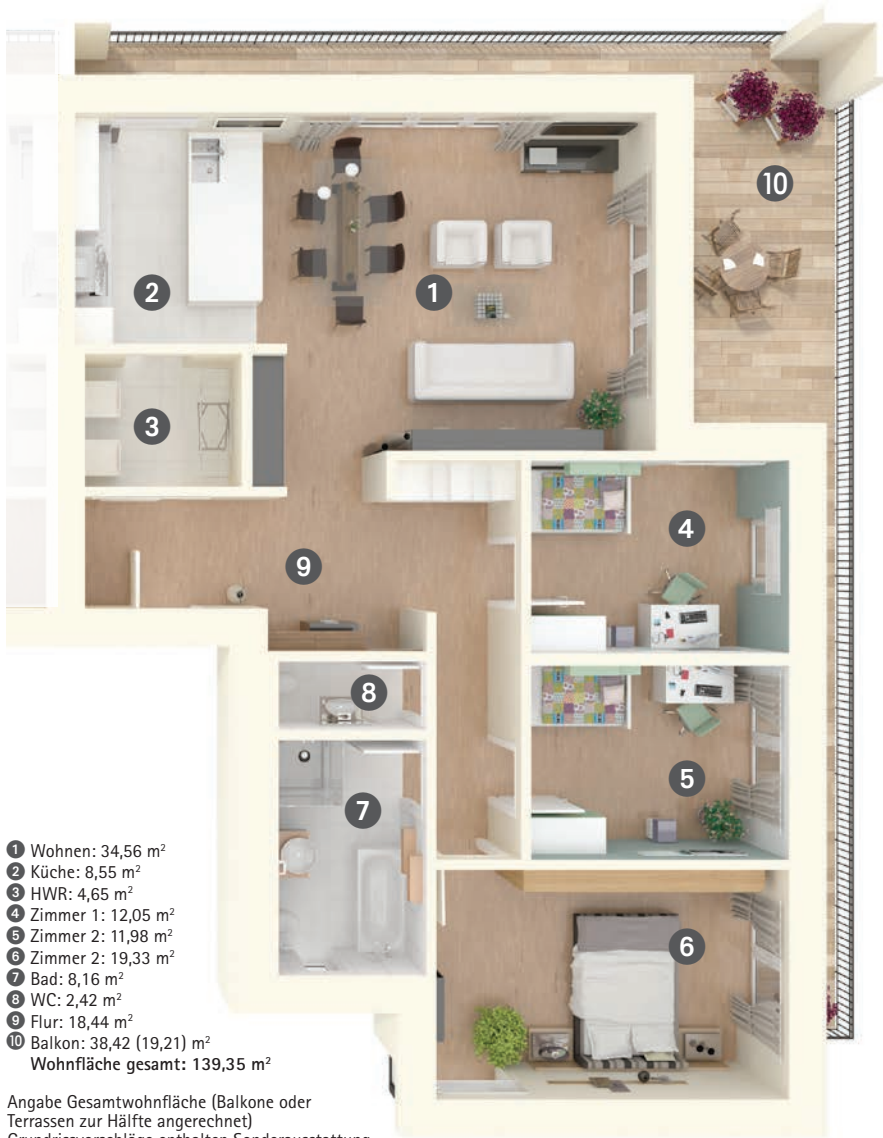 10
1
2
3
4
9
8
5
7
6
1 Wohnen: 34,56 m²
2 Küche: 8,55 m²
3 HWR: 4,65 m²
4 Zimmer 1: 12,05 m²
5 Zimmer 2: 11,98 m²
6 Zimmer 2: 19,33 m²
7 Bad: 8,16 m²
8 WC: 2,42 m²
9 Flur: 18,44 m²
10 Balkon: 38,42 (19,21) m²
Wohnfläche gesamt: 139,35 m²
Angabe Gesamtwohnfläche (Balkone oder
Terrassen zur Hälfte angerechnet)
Grundrissvorschläge enthalten Sonderausstattung